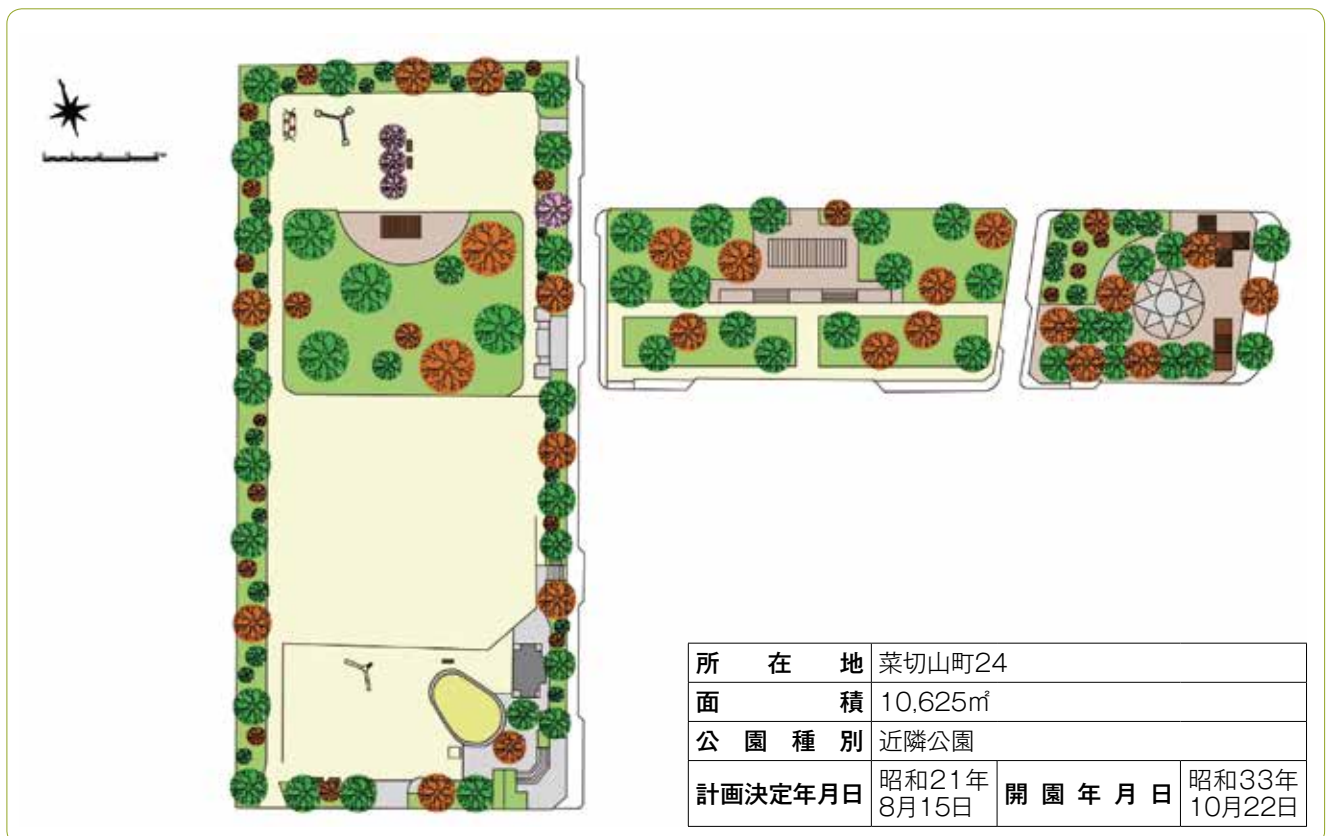 所在地 菜切山町24
面積 10,625㎡
公園種別 近隣公園
計画決定年月日 昭和21年8月15日 開園年月日 昭和33年10月22日